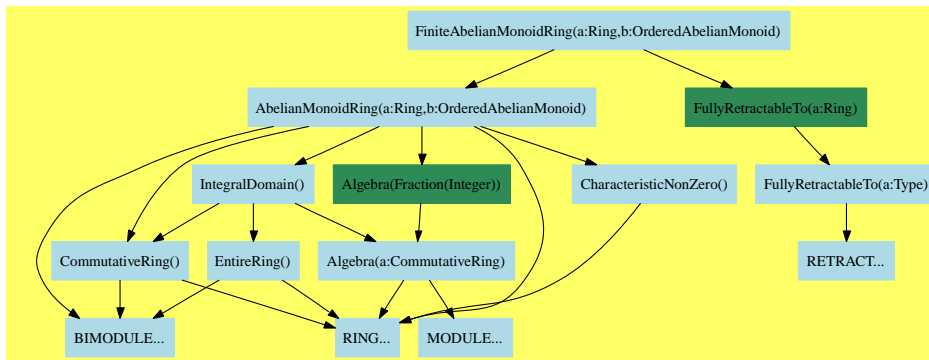 FiniteAbelianMonoidRing(a:Ring,b:OrderedAbelianMonoid)
AbelianMonoidRing(a:Ring,b:OrderedAbelianMonoid)
FullyRetractableTo(a:Ring)
IntegralDomain()
Algebra(Fraction(Integer))
CharacteristicNonZero()
FullyRetractableTo(a:Type)
CommutativeRing()
EntireRing()
Algebra(a:CommutativeRing)
RETRACT...
BIMODULE...
RING...
MODULE...